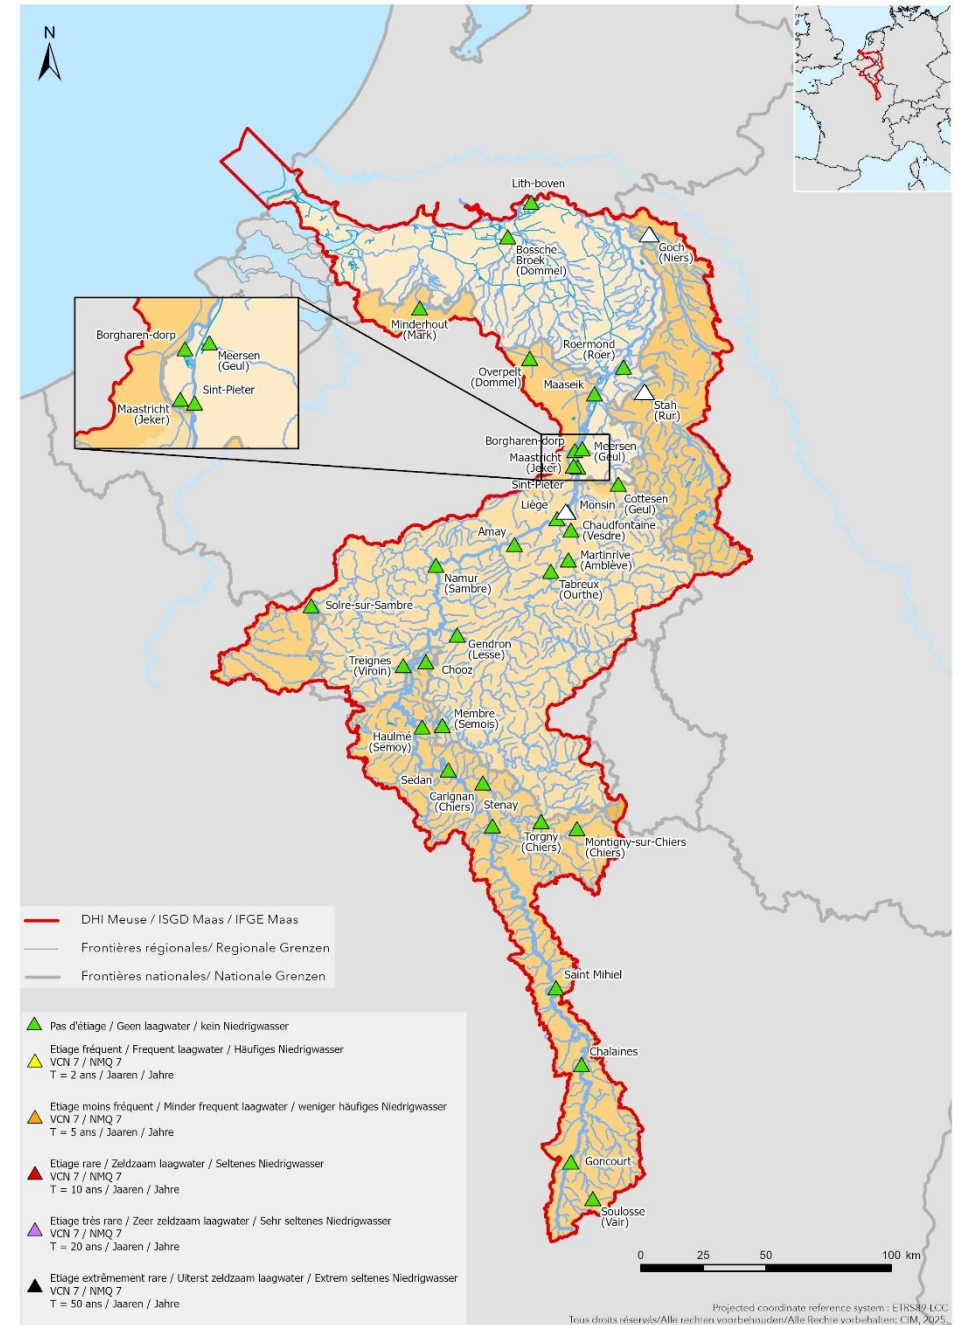 N
Lith-boven
Goch
(Niers)
Bossche
Broek
(Dommel)
Minderhout
(Mark)
Roermond
(Roer)
Overpelt
(Dommel)
Maaseik
Stah
(Rur)
Borgharen-dorp
Meersen
(Geul)
Sint-Pieter
Maastricht
(Jeker)
Borgharen-dorp
Meersen
(Geul)
Maastricht
(Jeker)
Sint-Pieter
Cottesen
(Geul)
Liège
Monsin
Chaudfontaine
(Vesdre)
Amay
Martinrive
(Amblève)
Namur
(Sambre)
Tabreux
(Ourthe)
Solre-sur-Sambre
Gendron
(Lesse)
Treignes
(Viroin)
Chooz
Membre
(Semois)
Haulmé
(Semoy)
Sedan
Carignan
(Chiers)
Stenay
Torgny
(Chiers)
Montigny-sur-Chiers
(Chiers)
Saint Mihiel
Chalaines
Goncourt
Soulosse
(Vair)
DHI Meuse / ISGD Maas / IFGE Maas
Frontières régionales/ Regionale Grenzen
Frontières nationales/ Nationale Grenzen
Pas d'étiage / Geen laagwater / kein Niedrigwasser
Etiage fréquent / Frequent laagwater / Häufiges Niedrigwasser
VCN 7 / NMQ 7
T = 2 ans / Jaaren / Jahre
Etiage moins fréquent / Minder frequent laagwater / weniger häufiges Niedrigwasser
VCN 7 / NMQ 7
T = 5 ans / Jaaren / Jahre
Etiage rare / Zeldzaam laagwater / Seltenes Niedrigwasser
VCN 7 / NMQ 7
T = 10 ans / Jaaren / Jahre
Etiage très rare / Zeer zeldzaam laagwater / Sehr seltenes Niedrigwasser
VCN 7 / NMQ 7
T = 20 ans / Jaaren / Jahre
Etiage extrêmement rare / Uiterst zeldzaam laagwater / Extrem seltenes Niedrigwasser
VCN 7 / NMQ 7
T = 50 ans / Jaaren / Jahre
0 25 50 100 km
Projected coordinate reference system : ETRS89-LCC
Tous droits réservés/Alle rechten voorbehouden/Alle Rechte vorbehalten: CIM, 2025.